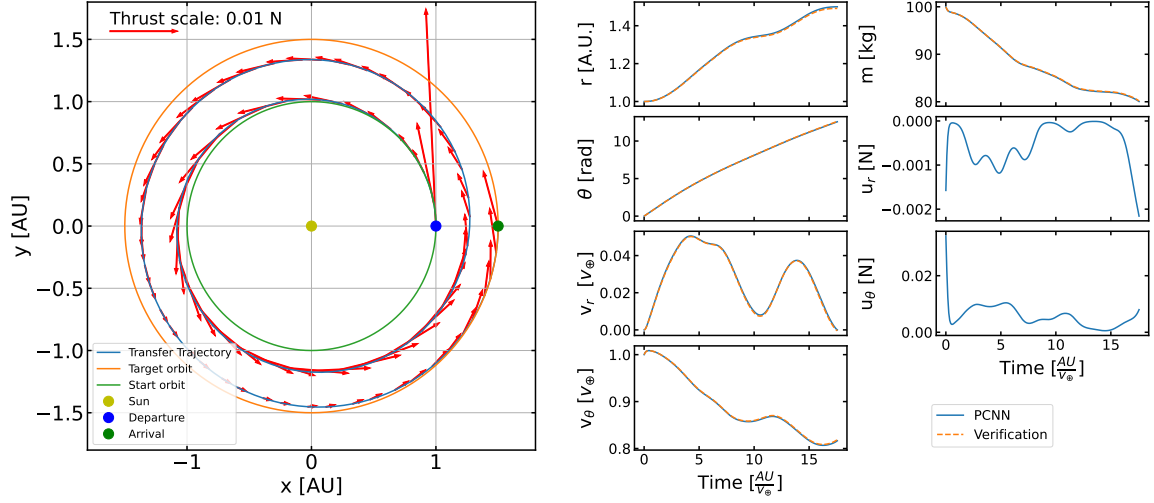 Thrust scale: 0.01 N
1.5
1.0
0.5
0.0
−0.5
−1.0
−1.5
y [AU]
Transfer Trajectory
Target orbit
Start orbit
Sun
Departure
Arrival
−1
0
1
x [AU]
1.4
1.2
1.0
r [A.U.]
10
5
0
θ [rad]
0.04
0.02
0.00
v_r [v_⊕]
1.0
0.9
0.8
v_θ [v_⊕]
0
5
10
15
Time [AU/v_⊕]
100
90
80
m [kg]
0.000
−0.001
−0.002
u_r [N]
0.02
0.00
u_θ [N]
0
5
10
15
Time [AU/v_⊕]
PCNN
Verification